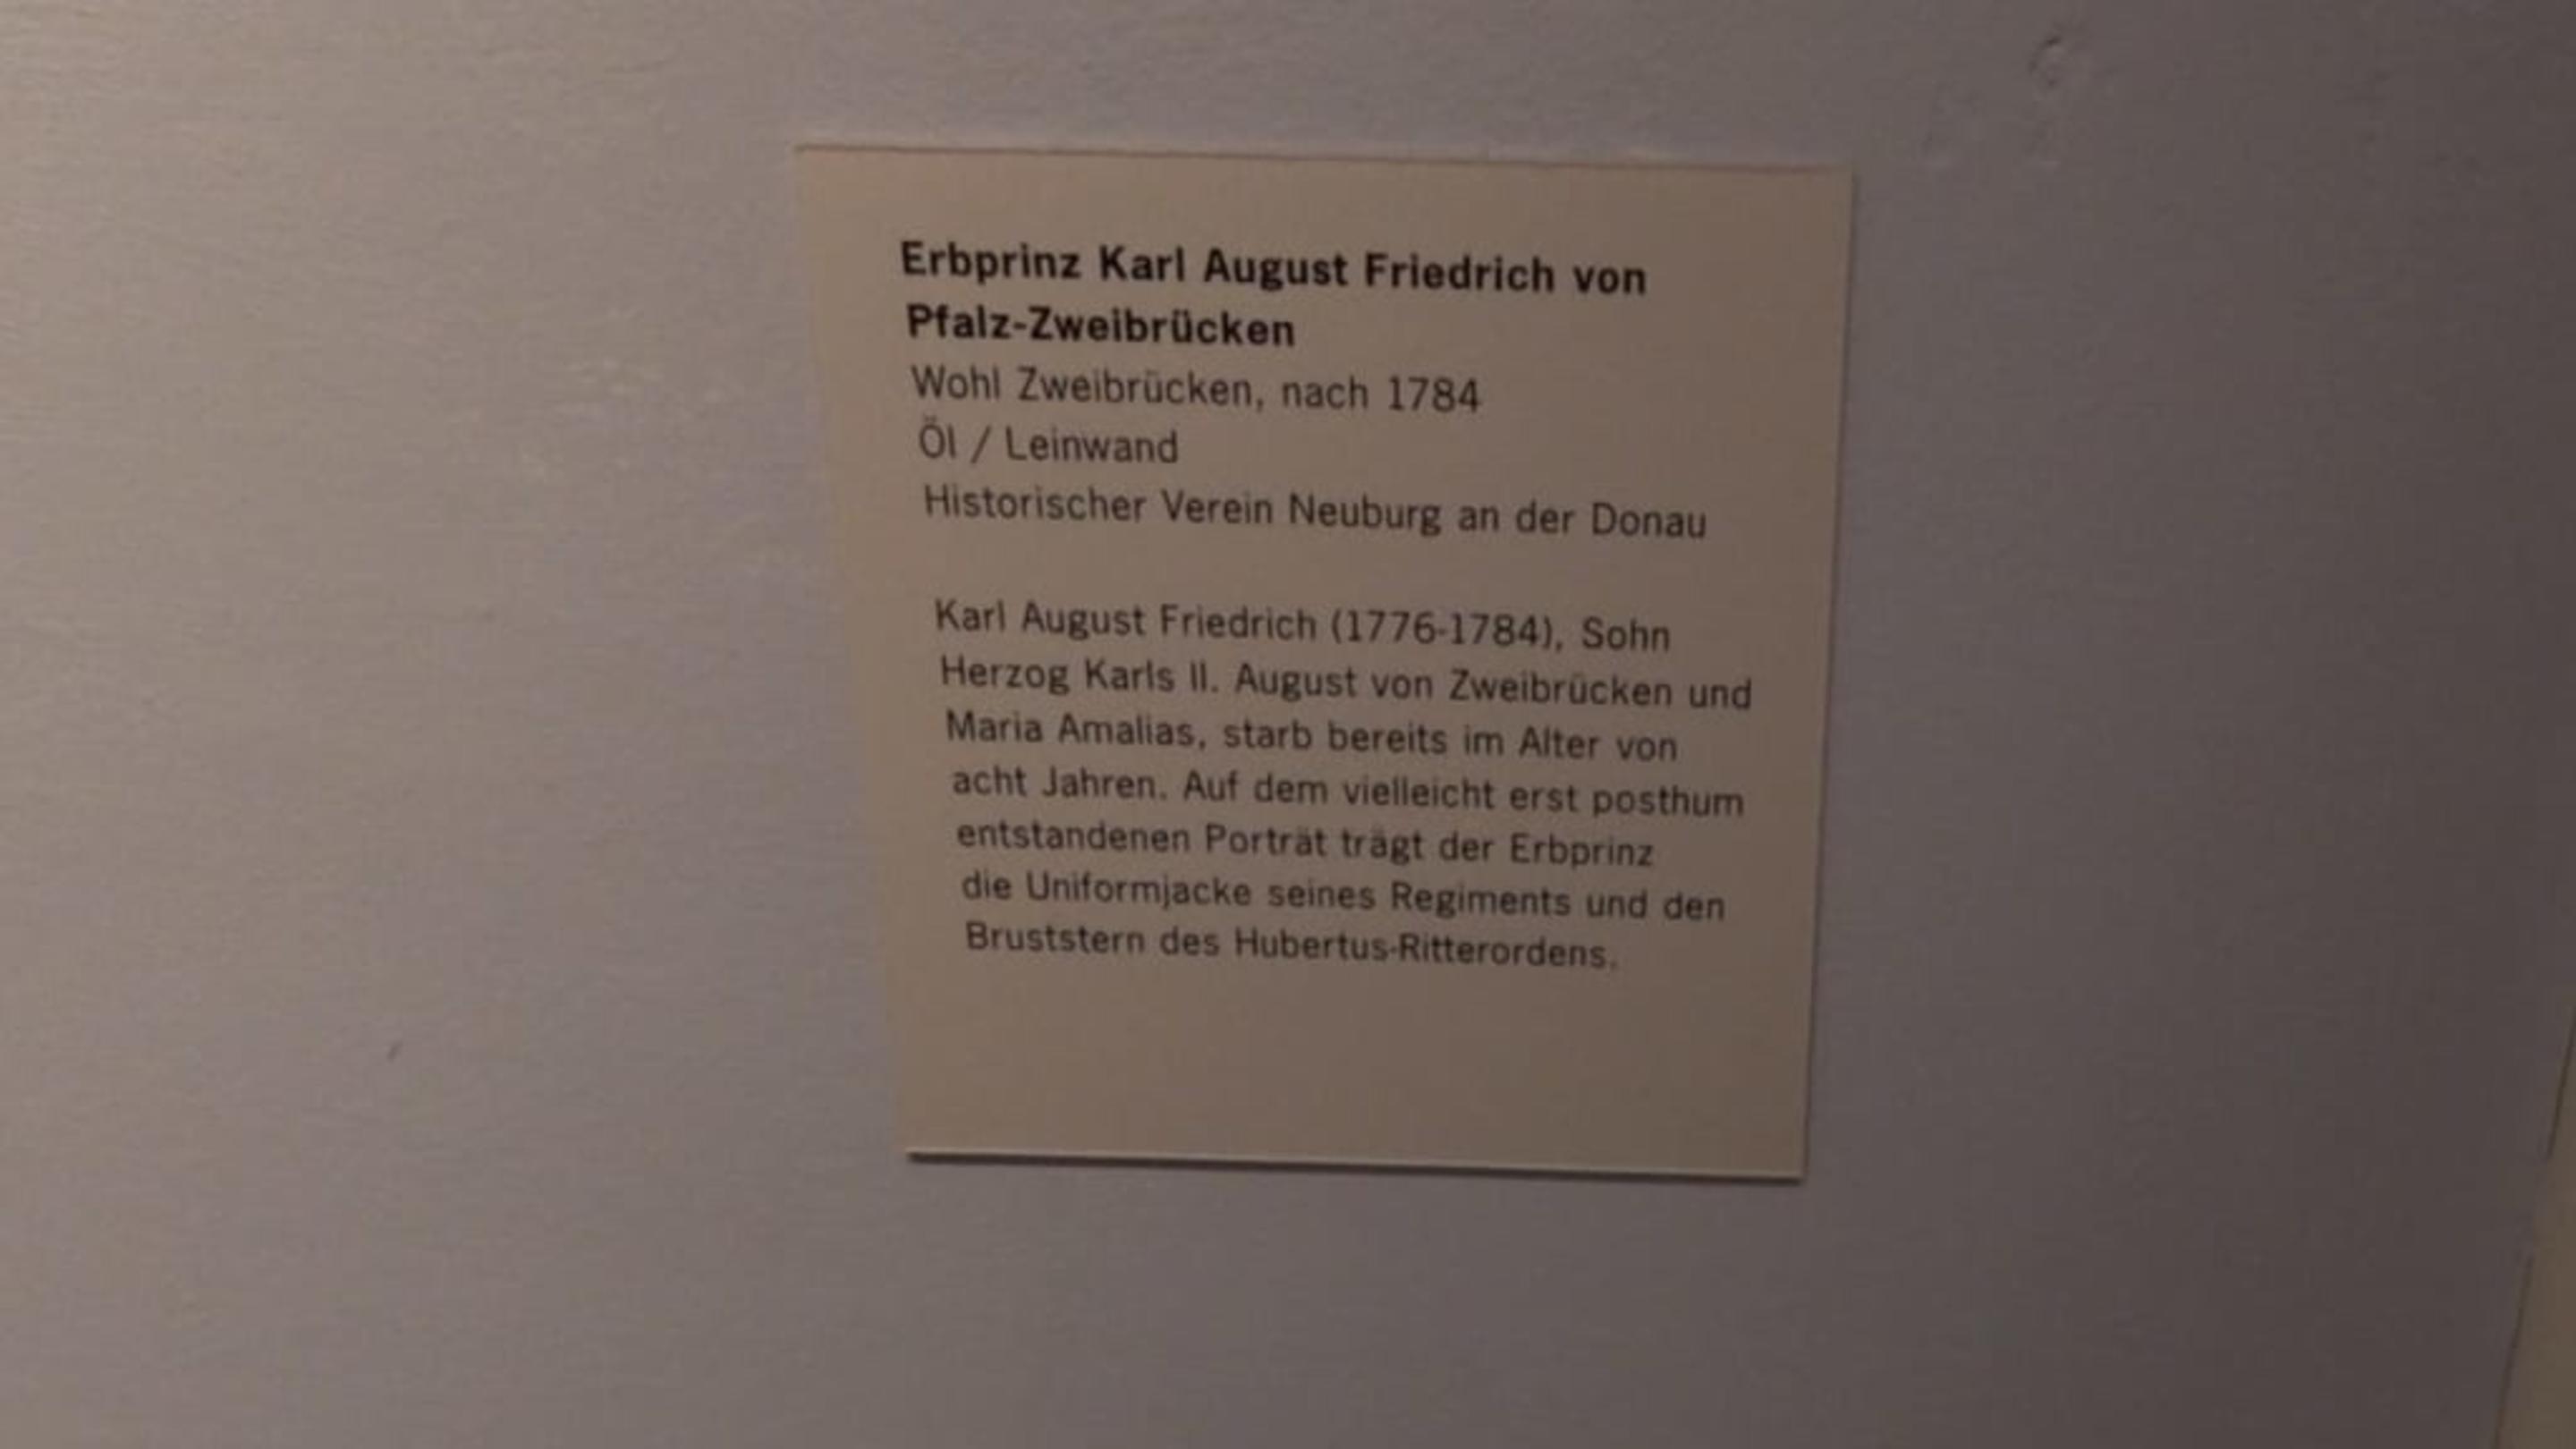 Erbprinz Karl August Friedrich von
Pfalz-Zweibrücken
Wohl Zweibrücken, nach 1784
Öl / Leinwand
Historischer Verein Neuburg an der Donau
Karl August Friedrich (1776-1784), Sohn
Herzog Karls II. August von Zweibrücken und
Maria Amalias, starb bereits im Alter von
acht Jahren. Auf dem vielleicht erst posthum
entstandenen Porträt trägt der Erbprinz
die Uniformjacke seines Regiments und den
Bruststern des Hubertus-Ritterordens.